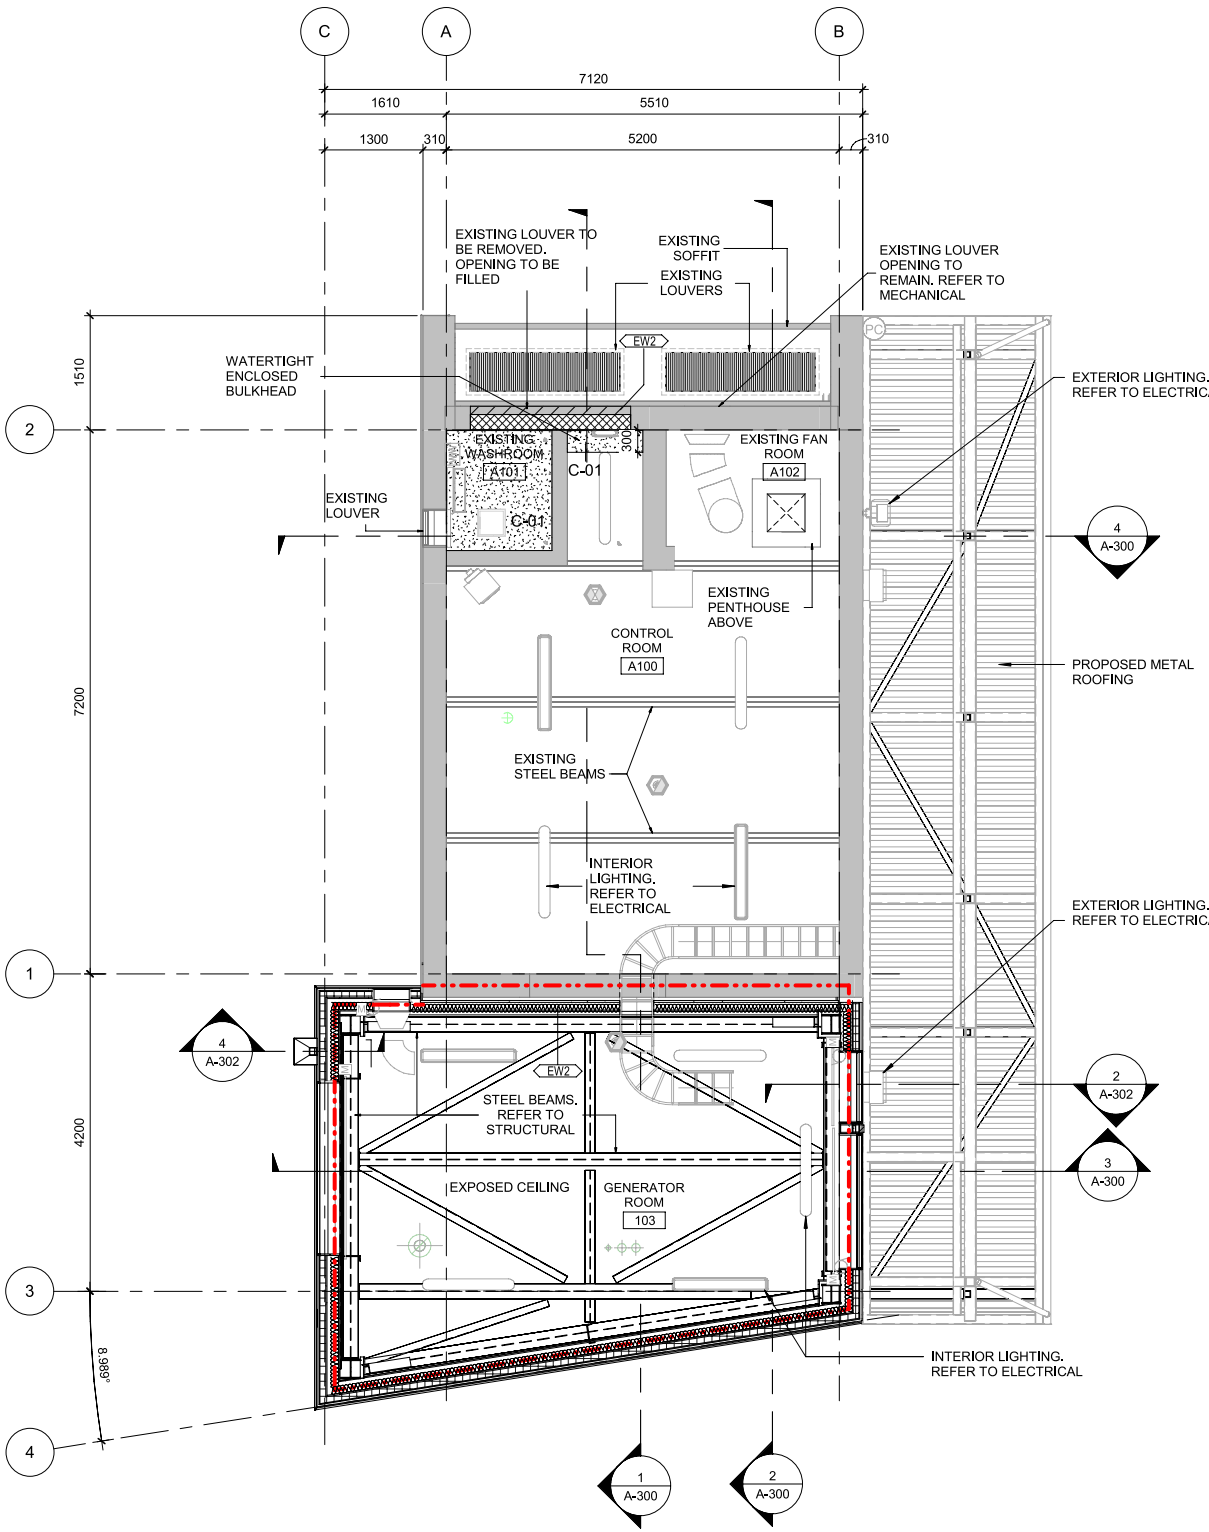 C
A
B
7120
1610
5510
1300
310
5200
310
EXISTING LOUVER TO
BE REMOVED.
OPENING TO BE
FILLED
EXISTING
SOFFIT
EXISTING
LOUVERS
EXISTING LOUVER
OPENING TO
REMAIN. REFER TO
MECHANICAL
EW2
PC
WATERTIGHT
ENCLOSED
BULKHEAD
1510
EXTERIOR LIGHTING.
REFER TO ELECTRICA
2
EXISTING
WASHROOM
A101
300
C-01
EXISTING FAN
ROOM
A102
EXISTING
LOUVER
C-01
4
A-300
EXISTING
PENTHOUSE
ABOVE
CONTROL
ROOM
A100
PROPOSED METAL
ROOFING
7200
EXISTING
STEEL BEAMS
INTERIOR
LIGHTING.
REFER TO
ELECTRICAL
EXTERIOR LIGHTING.
REFER TO ELECTRICA
1
M
M
M
4
A-302
EW2
STEEL BEAMS.
REFER TO
STRUCTURAL
2
A-302
4200
3
A-300
EXPOSED CEILING
GENERATOR
ROOM
103
M
3
8.989°
INTERIOR LIGHTING.
REFER TO ELECTRICAL
4
1
A-300
2
A-300